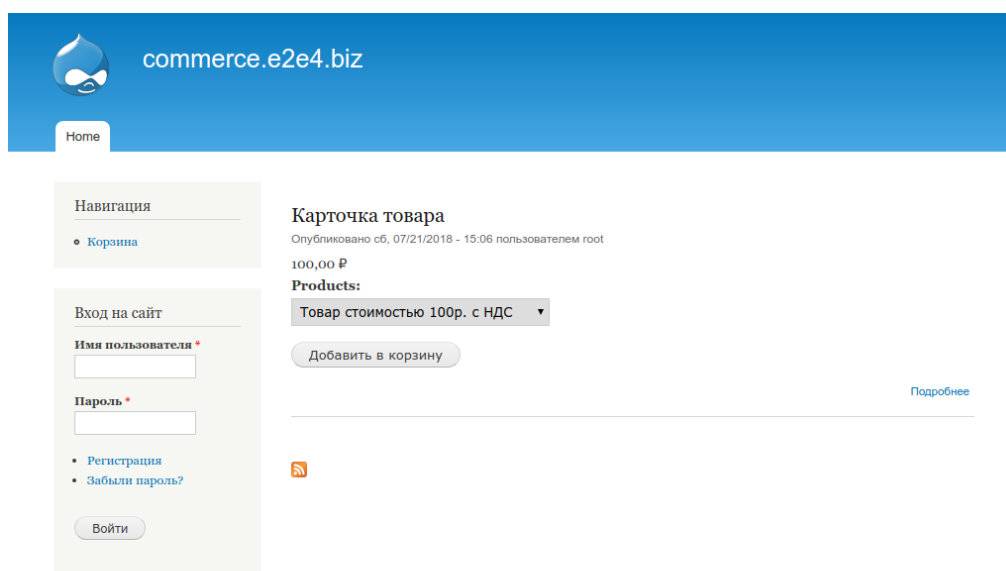 commerce.e2e4.biz
Home
Навигация
Корзина
Вход на сайт
Имя пользователя *
Пароль *
Регистрация
Забыли пароль?
Войти
Карточка товара
Опубликовано сб, 07/21/2018 - 15:06 пользователем root
100,00 ₽
Products:
Товар стоимостью 100р. с НДС
Добавить в корзину
Подробнее